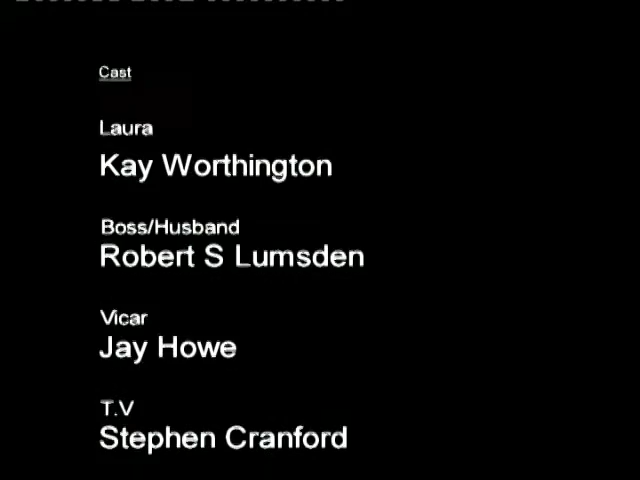 Cast
Laura
Kay Worthington
Boss/Husband
Robert S Lumsden
Vicar
Jay Howe
T.V
Stephen Cranford